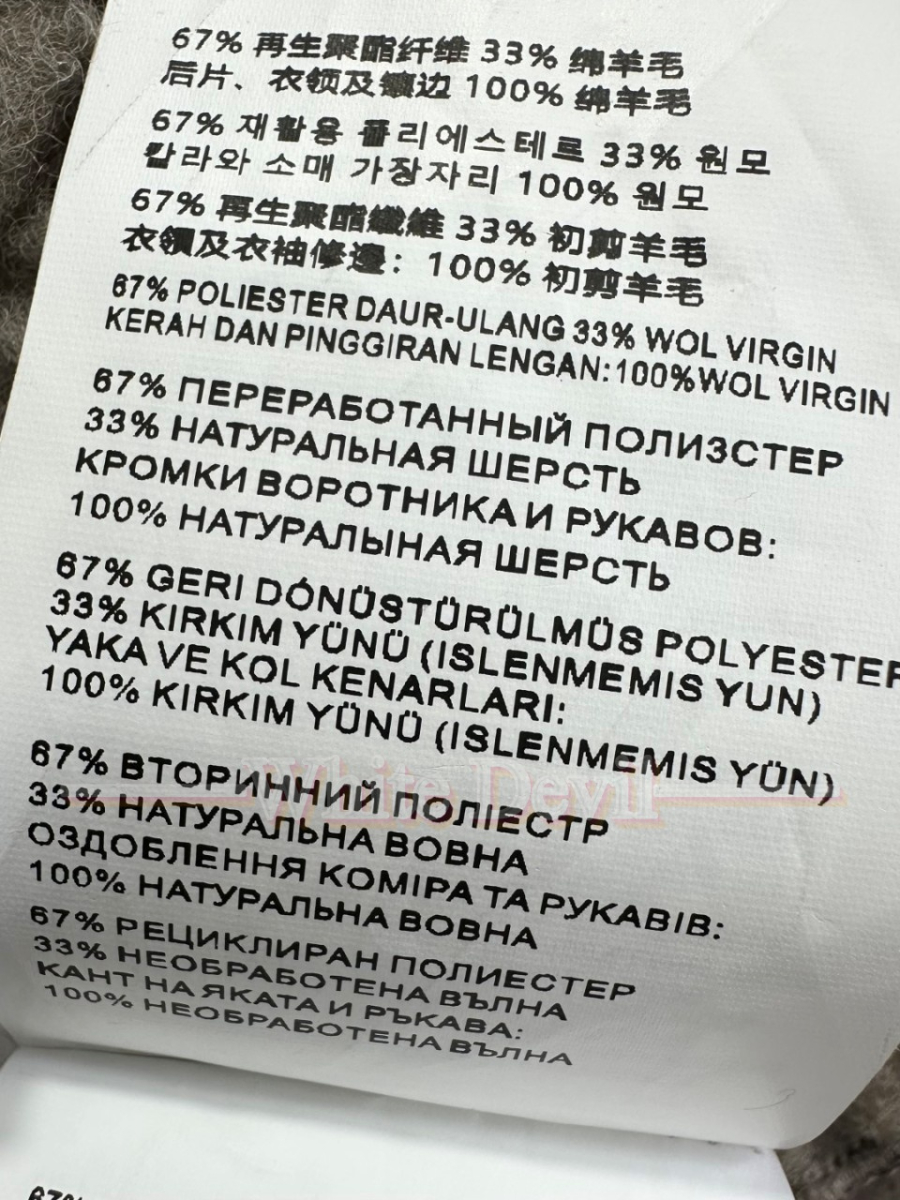 67% 再生聚酯纤维 33% 绵羊毛
后片、衣领及镶边 100% 绵羊毛
67% 재활용 폴리에스테르 33% 원모
칼라와 소매 가장자리 100% 원모
67% 再生聚酯纖維 33% 初剪羊毛
衣領及衣袖修邊： 100% 初剪羊毛
67% POLIESTER DAUR-ULANG 33% WOL VIRGIN
KERAH DAN PINGGIRAN LENGAN:100%WOL VIRGIN
67% ПЕРЕРАБОТАННЫЙ ПОЛИЗСТЕР
33% НАТУРАЛЬНАЯ ШЕРСТЬ
КРОМКИ ВОРОТНИКА И РУКАВОВ:
100% НАТУРАЛЫНАЯ ШЕРСТЬ
67% GERI DÓNÜSTÜRÜLMÜS POLYESTER
33% KIRKIM YÜNÜ (ISLENMEMIS YUN)
YAKA VE KOL KENARLARI:
100% KIRKIM YÜNÜ (ISLENMEMIS YÜN)
67% ВТОРИННИЙ ПОЛІЕСТР
White Devil
33% НАТУРАЛЬНА ВОВНА
ОЗДОБЛЕННЯ КОМІРА ТА РУКАВІВ:
100% НАТУРАЛЬНА ВОВНА
67% РЕЦИКЛИРАН ПОЛИЕСТЕР
33% НЕОБРАБОТЕНА ВЪЛНА
КАНТ НА ЯКАТА И РЪКАВА:
100% НЕОБРАБОТЕНА ВЪЛНА
67%